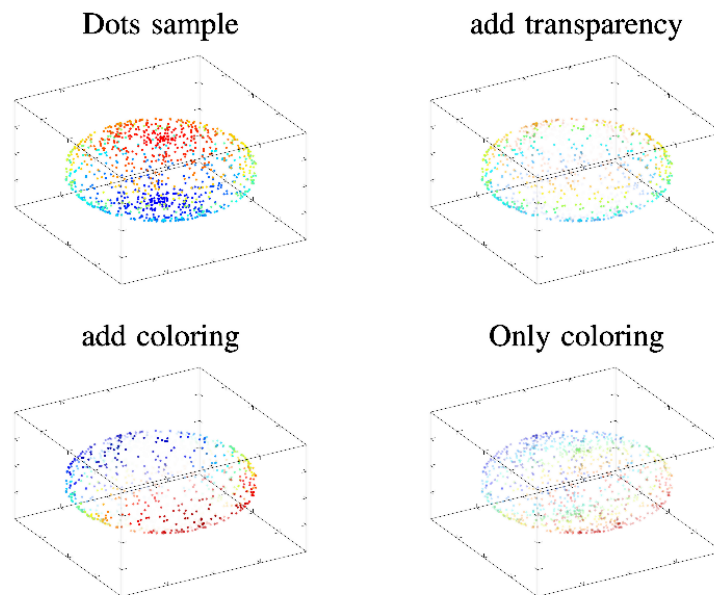 Dots sample
add transparency
add coloring
Only coloring